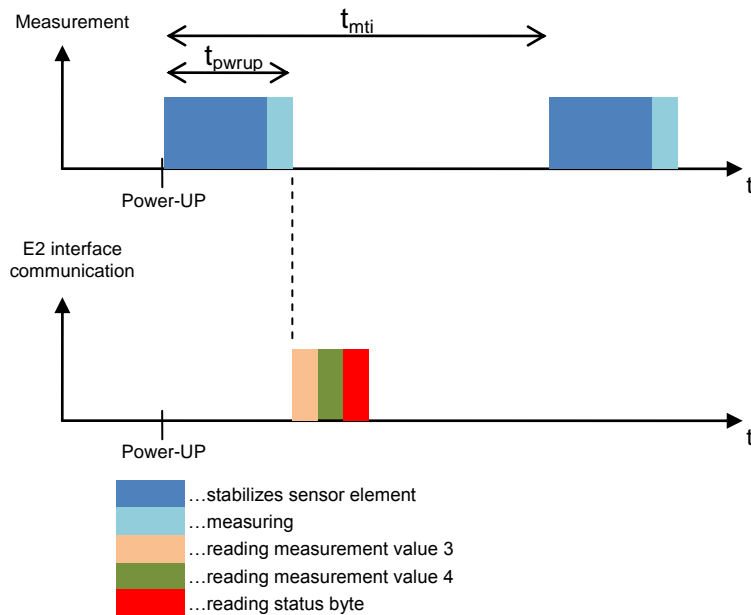 Measurement
tmti
tpwrup
t
Power-UP
E2 interface
communication
t
Power-UP
...stabilizes sensor element
...measuring
...reading measurement value 3
...reading measurement value 4
...reading status byte